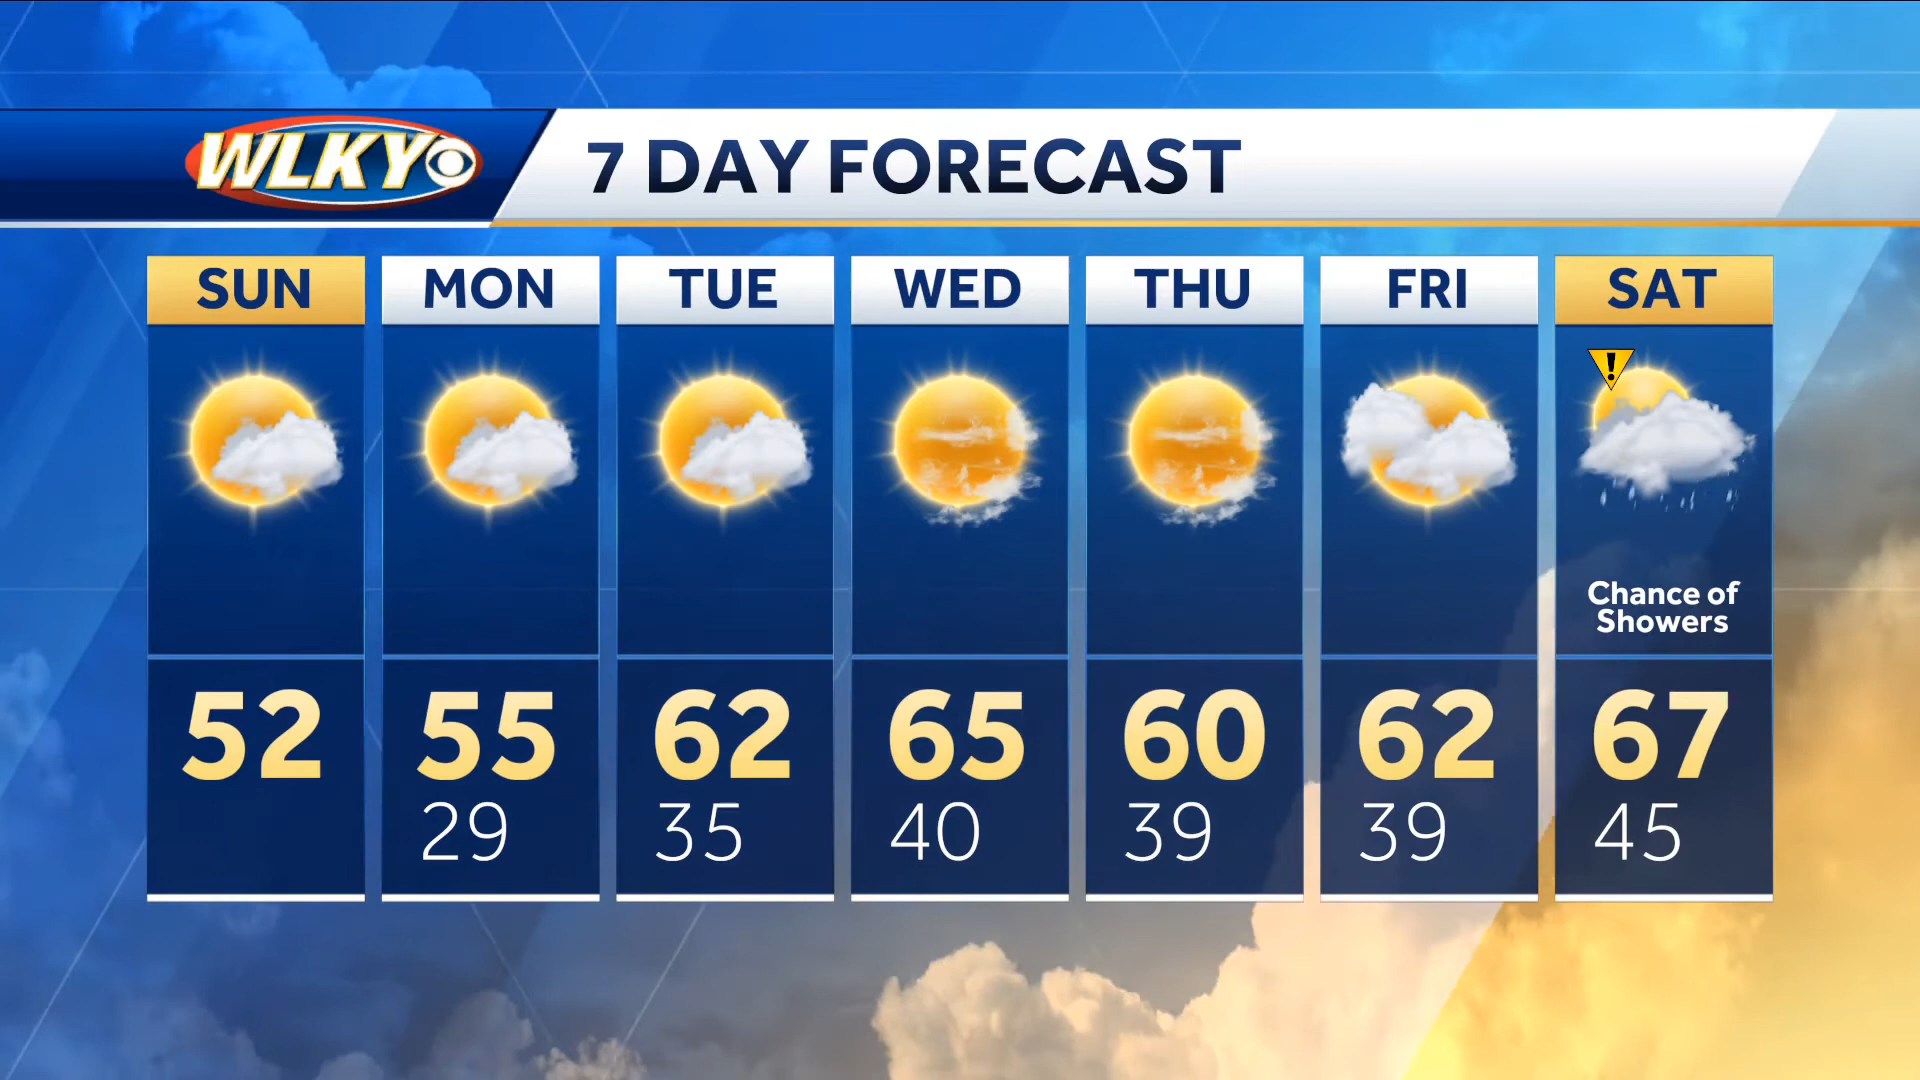 WLKY
7 DAY FORECAST
SUN
MON
TUE
WED
THU
FRI
SAT
!
Chance of
Showers
52
55
62
65
60
62
67
29
35
40
39
39
45